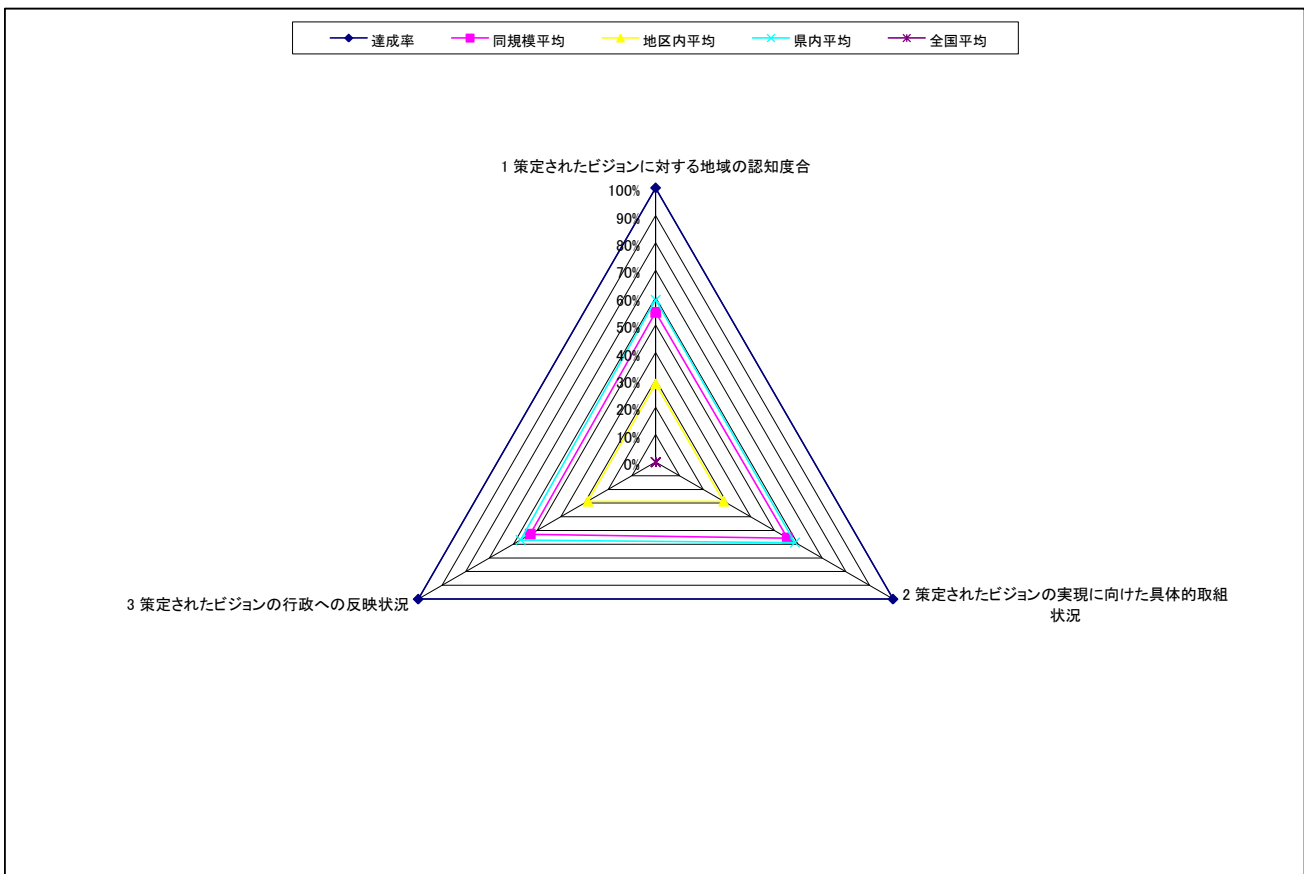 達成率 同規模平均 地区内平均 県内平均 全国平均
1 策定されたビジョンに対する地域の認知度合
100%
90%
80%
70%
60%
50%
40%
30%
20%
10%
0%
3 策定されたビジョンの行政への反映状況
2 策定されたビジョンの実現に向けた具体的取組
状況